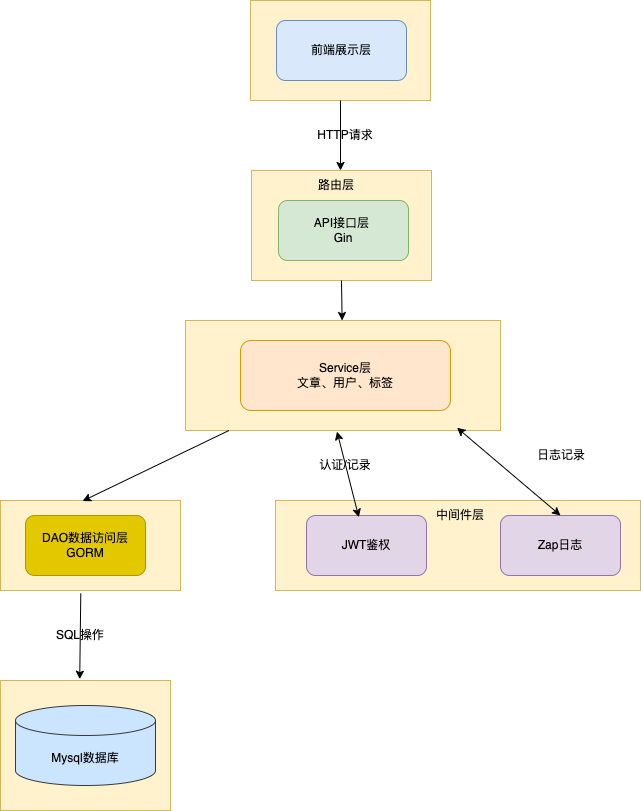 前端展示层
HTTP请求
路由层
API接口层
Gin
Service层
文章、用户、标签
认证/记录
日志记录
DAO数据访问层
GORM
中间件层
JWT鉴权
Zap日志
SQL操作
Mysql数据库